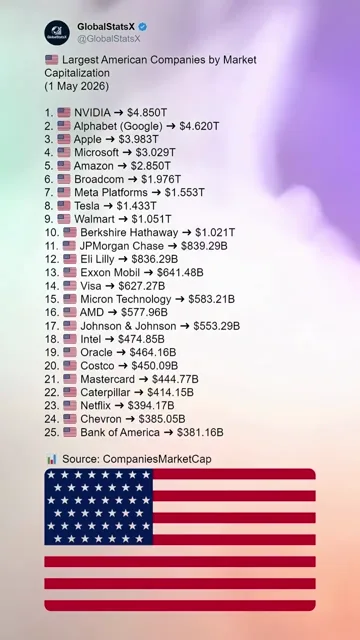 GlobalStatsX
@GlobalStatsX
🇺🇸 Largest American Companies by Market
Capitalization
(1 May 2026)
1. 🇺🇸 NVIDIA ➜ $4.850T
2. 🇺🇸 Alphabet (Google) ➜ $4.620T
3. 🇺🇸 Apple ➜ $3.983T
4. 🇺🇸 Microsoft ➜ $3.029T
5. 🇺🇸 Amazon ➜ $2.850T
6. 🇺🇸 Broadcom ➜ $1.976T
7. 🇺🇸 Meta Platforms ➜ $1.553T
8. 🇺🇸 Tesla ➜ $1.433T
9. 🇺🇸 Walmart ➜ $1.051T
10. 🇺🇸 Berkshire Hathaway ➜ $1.021T
11. 🇺🇸 JPMorgan Chase ➜ $839.29B
12. 🇺🇸 Eli Lilly ➜ $836.29B
13. 🇺🇸 Exxon Mobil ➜ $641.48B
14. 🇺🇸 Visa ➜ $627.27B
15. 🇺🇸 Micron Technology ➜ $583.21B
16. 🇺🇸 AMD ➜ $577.96B
17. 🇺🇸 Johnson & Johnson ➜ $553.29B
18. 🇺🇸 Intel ➜ $474.85B
19. 🇺🇸 Oracle ➜ $464.16B
20. 🇺🇸 Costco ➜ $450.09B
21. 🇺🇸 Mastercard ➜ $444.77B
22. 🇺🇸 Caterpillar ➜ $414.15B
23. 🇺🇸 Netflix ➜ $394.17B
24. 🇺🇸 Chevron ➜ $385.05B
25. 🇺🇸 Bank of America ➜ $381.16B
📊 Source: CompaniesMarketCap